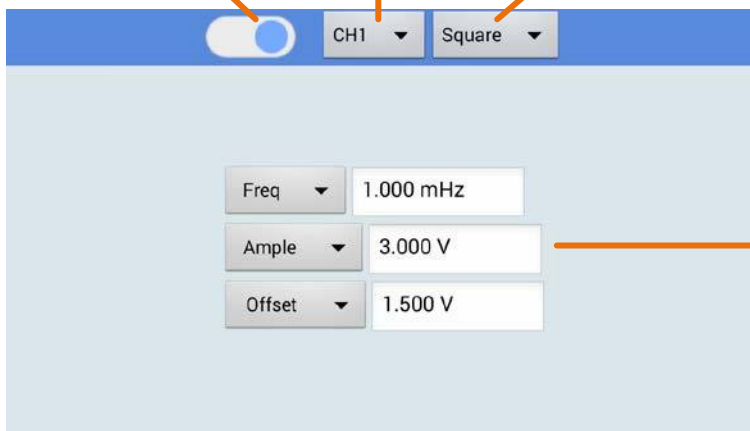 CH1 Square
Freq 1.000 mHz
Ample 3.000 V
Offset 1.500 V